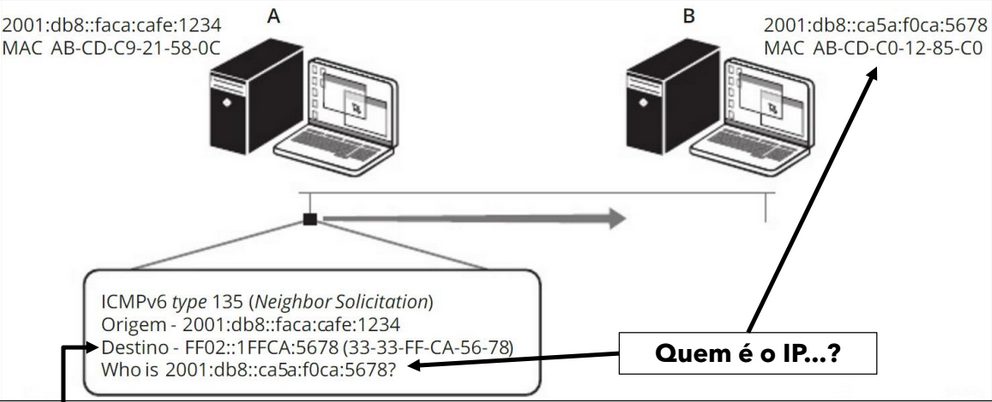 2001:db8::faca:cafe:1234
MAC AB-CD-C9-21-58-0C
A
B
2001:db8::ca5a:f0ca:5678
MAC AB-CD-C0-12-85-C0
ICMPv6 type 135 (Neighbor Solicitation)
Origem - 2001:db8::faca:cafe:1234
Destino - FF02::1FFCA:5678 (33-33-FF-CA-56-78)
Who is 2001:db8::ca5a:f0ca:5678?
Quem é o IP...?